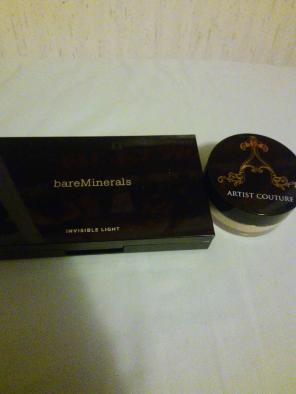 bareMinerals
INVISIBLE LIGHT
ARTIST COUTURE